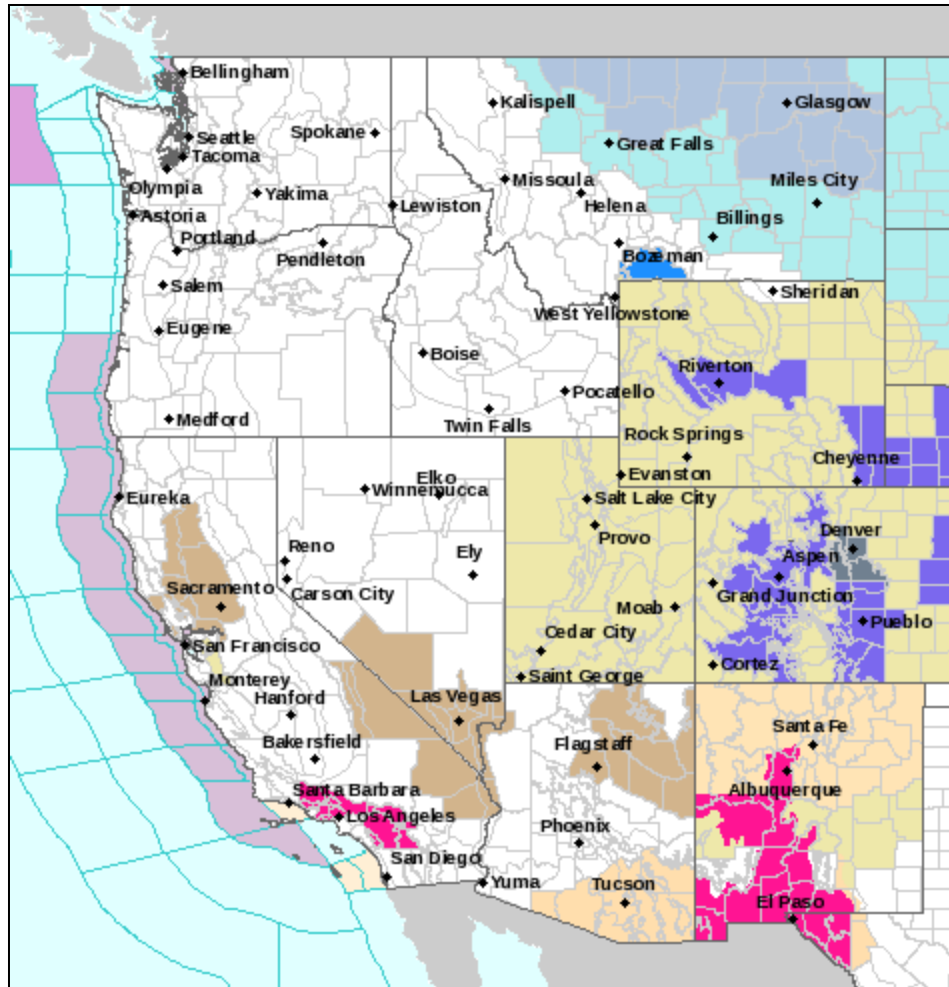 Bellingham
Kalispell
Glasgow
Seattle
Spokane
Great Falls
Tacoma
Olympia
Yakima
Missoula
Miles City
Lewiston
Helena
Astoria
Billings
Portland
Pendleton
Bozeman
Salem
Sheridan
West Yellowstone
Eugene
Boise
Riverton
Pocatello
Medford
Twin Falls
Rock Springs
Cheyenne
Evanston
Elko
Winnemucca
Eureka
Salt Lake City
Denver
Provo
Reno
Ely
Aspen
Sacramento
Carson City
Grand Junction
Moab
Pueblo
Cedar City
San Francisco
Cortez
Saint George
Monterey
Hanford
Las Vegas
Santa Fe
Bakersfield
Flagstaff
Santa Barbara
Albuquerque
Los Angeles
Phoenix
San Diego
Yuma
Tucson
El Paso